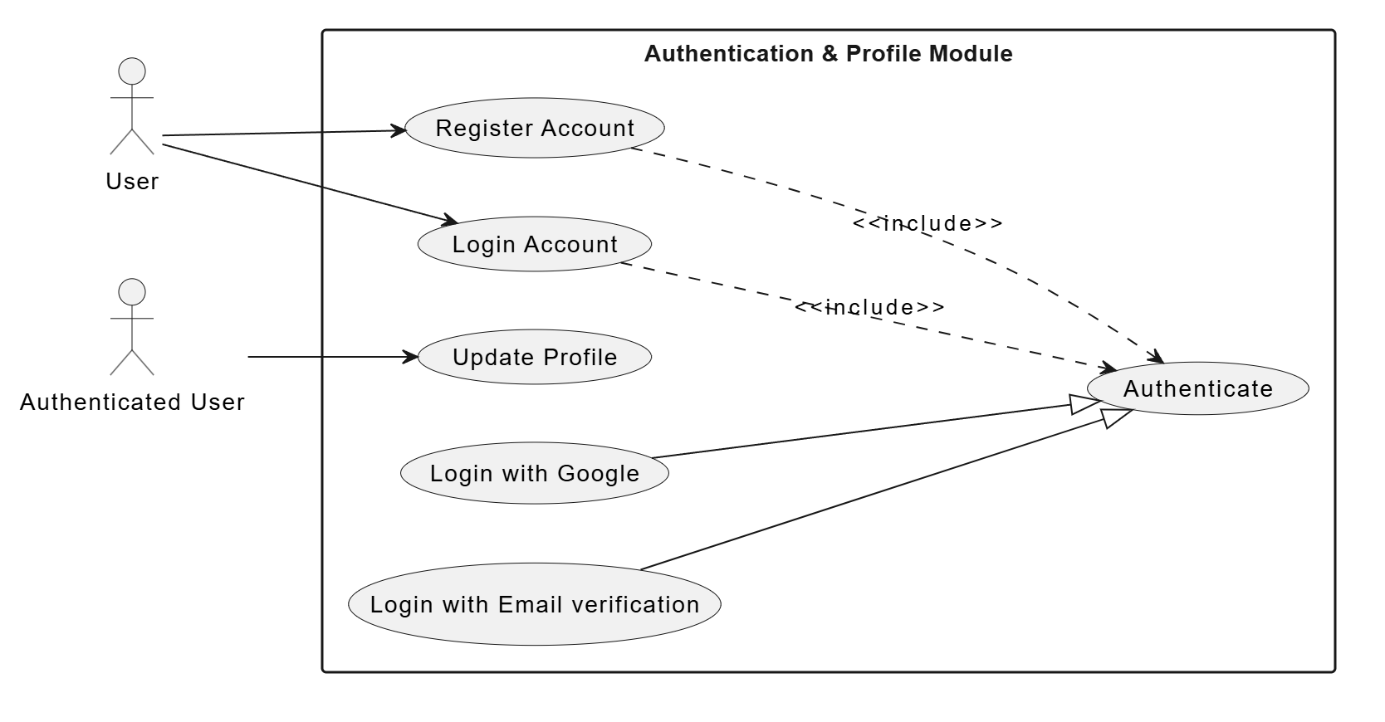 Authentication & Profile Module
Register Account
User
<<include>>
Login Account
<<include>>
Update Profile
Authenticate
Authenticated User
Login with Google
Login with Email verification